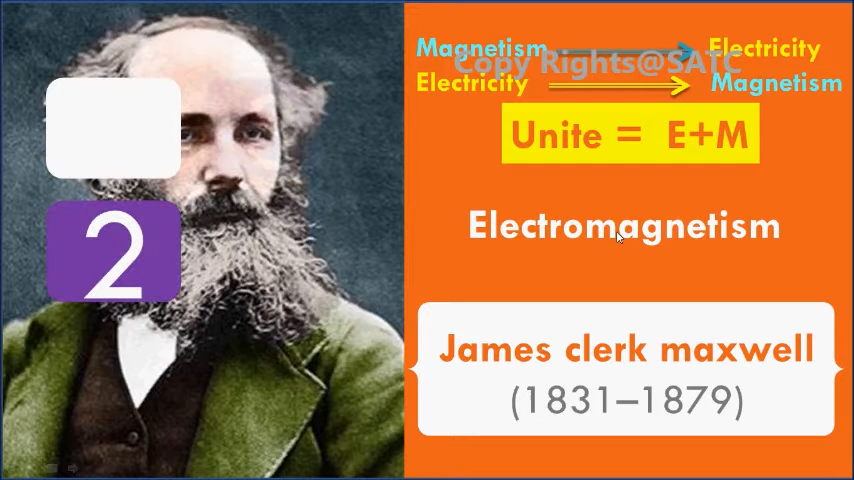 Magnetism Electricity
Copy Rights@SATC
Electricity Magnetism
Unite = E+M
Electromagnetism
2
James clerk maxwell
(1831–1879)